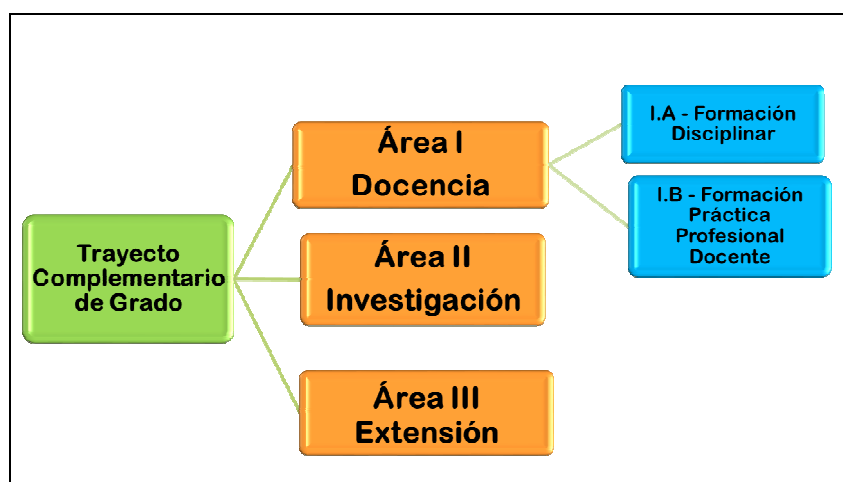 Trayecto
Complementario
de Grado
Área I
Docencia
Área II
Investigación
Área III
Extensión
I.A - Formación
Disciplinar
I.B - Formación
Práctica
Profesional
Docente